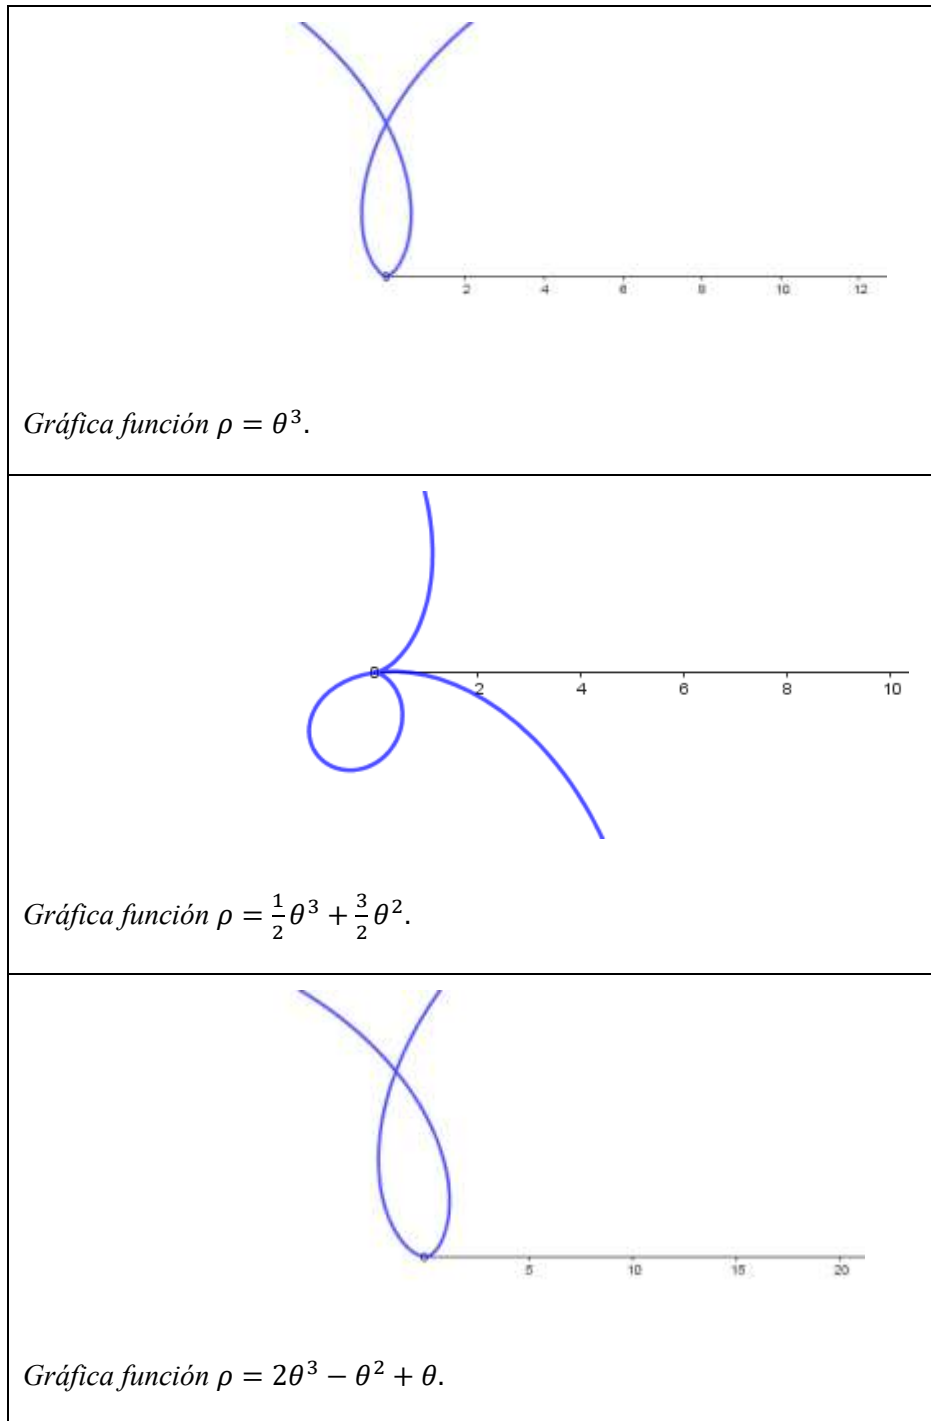 0 2 4 6 8 10 12
Gráfica función ρ = θ³.
0 2 4 6 8 10
Gráfica función ρ = ½θ³ + 3/2θ².
0 5 10 15 20
Gráfica función ρ = 2θ³ − θ² + θ.